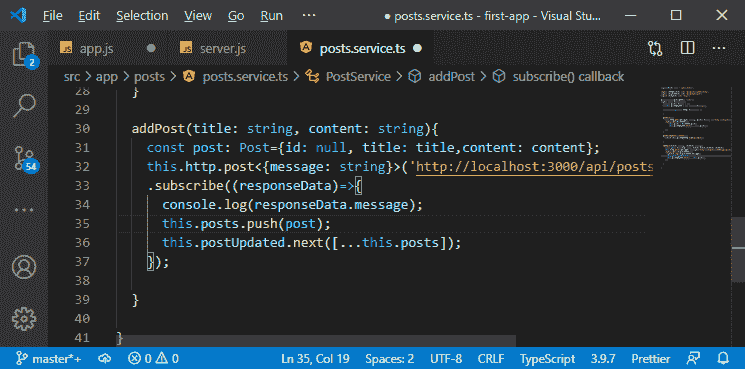 File Edit Selection View Go Run ... posts.service.ts - first-app - Visual Stu...
JS app.js JS server.js posts.service.ts
src > app > posts > posts.service.ts > PostService > addPost > subscribe() callback
2
54
28 }
29
30 addPost(title: string, content: string){
31 const post: Post={id: null, title: title,content: content};
32 this.http.post<{message: string}>('http://localhost:3000/api/posts
33 .subscribe((responseData)=>{
34 console.log(responseData.message);
35 this.posts.push(post);
36 this.postUpdated.next([...this.posts]);
37 });
38
39 }
40
41 }
master*+ 0 0 Ln 35, Col 19 Spaces: 2 UTF-8 CRLF TypeScript 3.9.7 Prettier